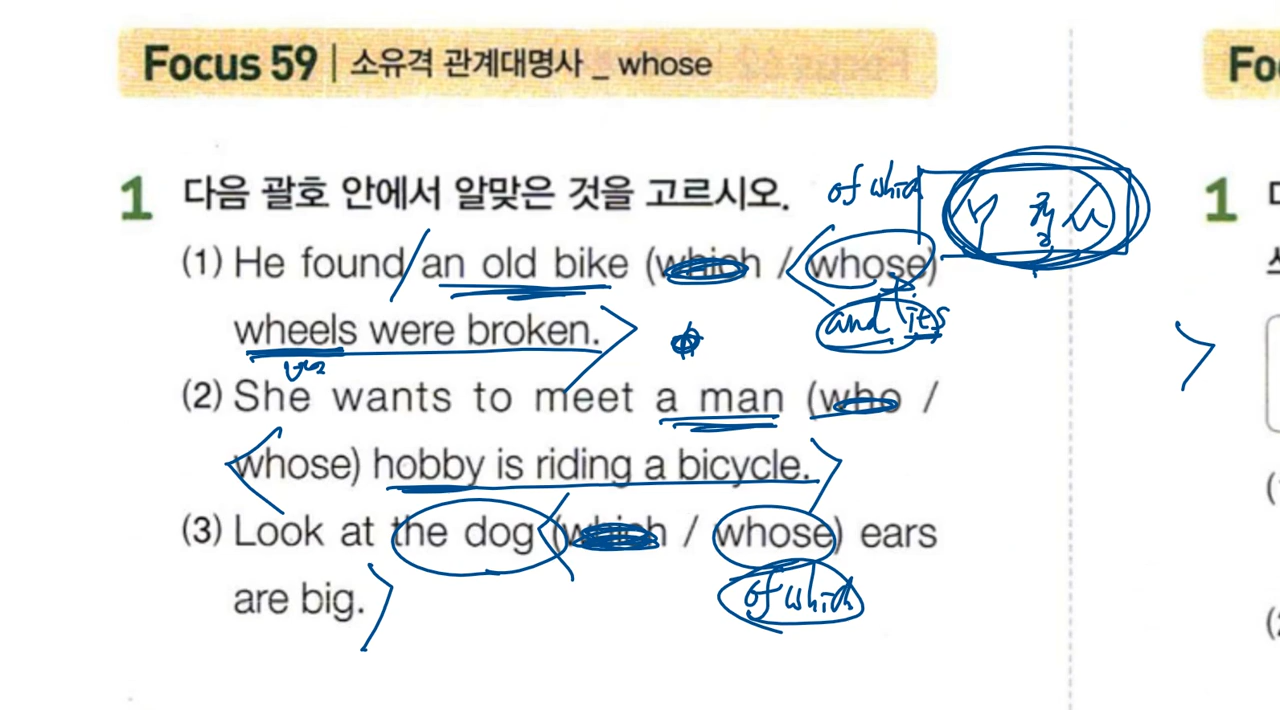 Focus 59 | 소유격 관계대명사 _ whose
Fo
1 다음 괄호 안에서 알맞은 것을 고르시오.
of which
1
(1) He found an old bike (which / whose)
and its
wheels were broken.
(2) She wants to meet a man (who /
whose) hobby is riding a bicycle.
(3) Look at the dog (which / whose) ears
of which
are big.